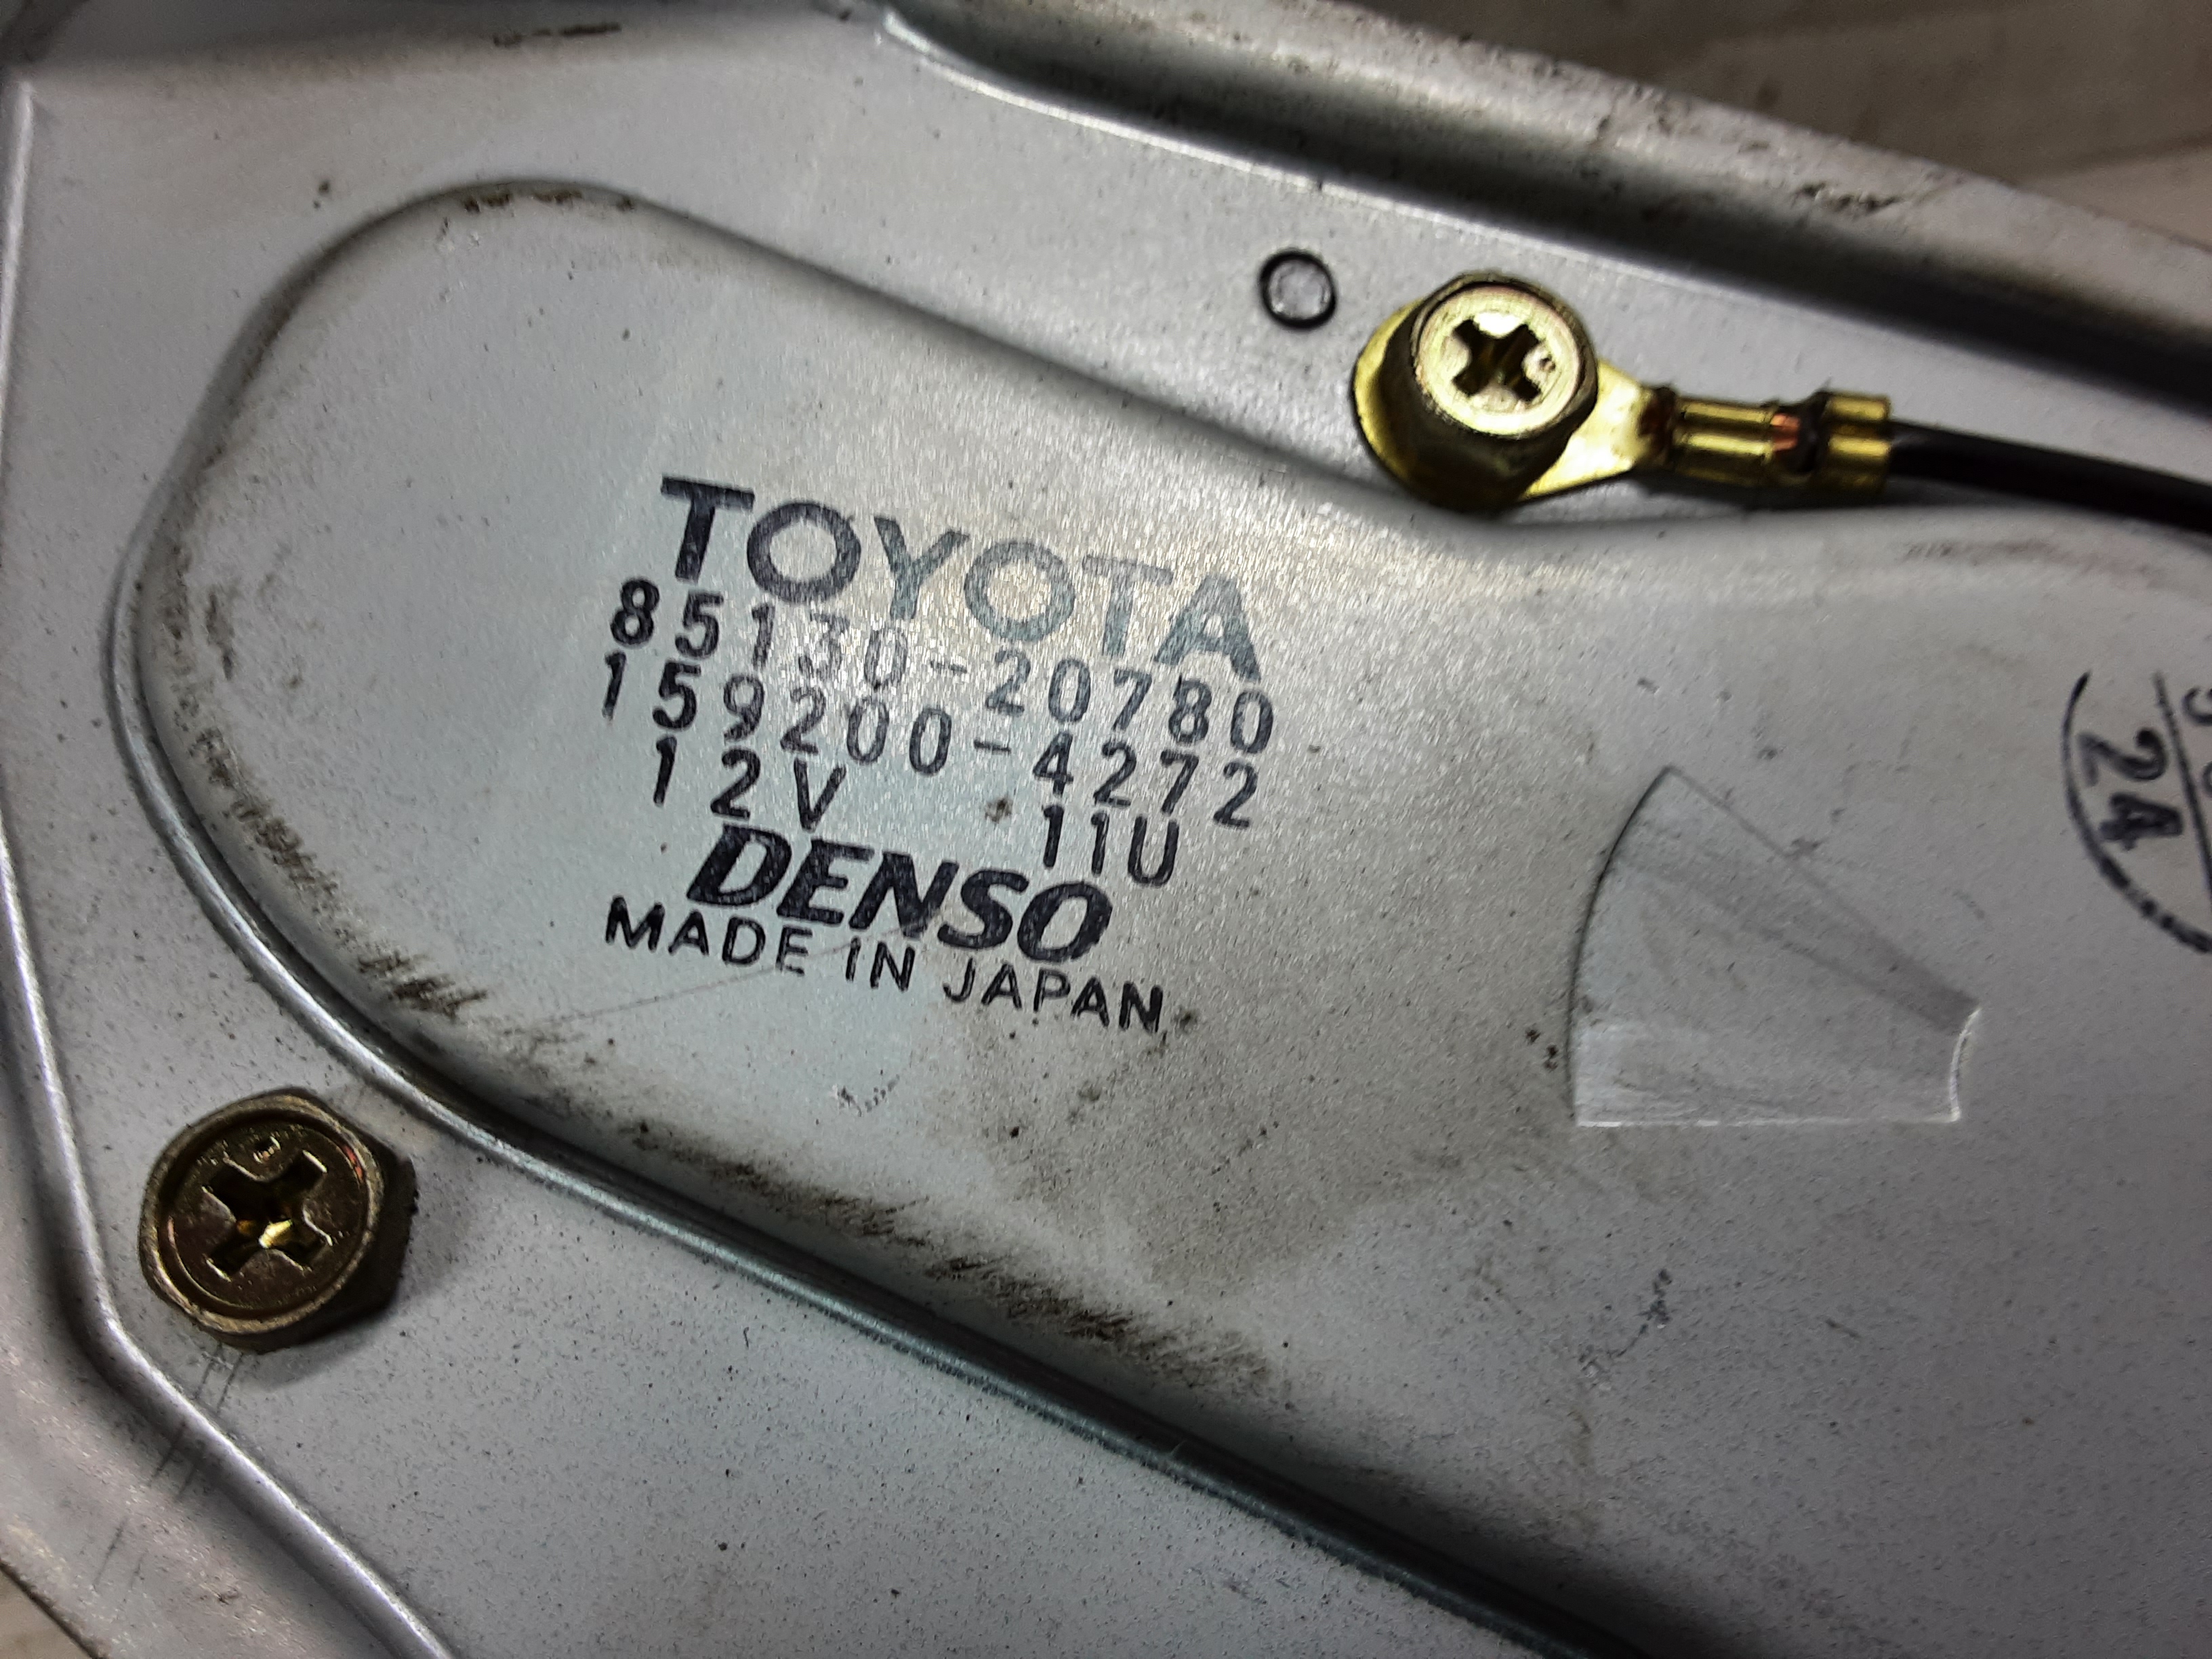 TOYOTA
85130-20780
159200-4272
12V 11U
DENSO
MADE IN JAPAN
24